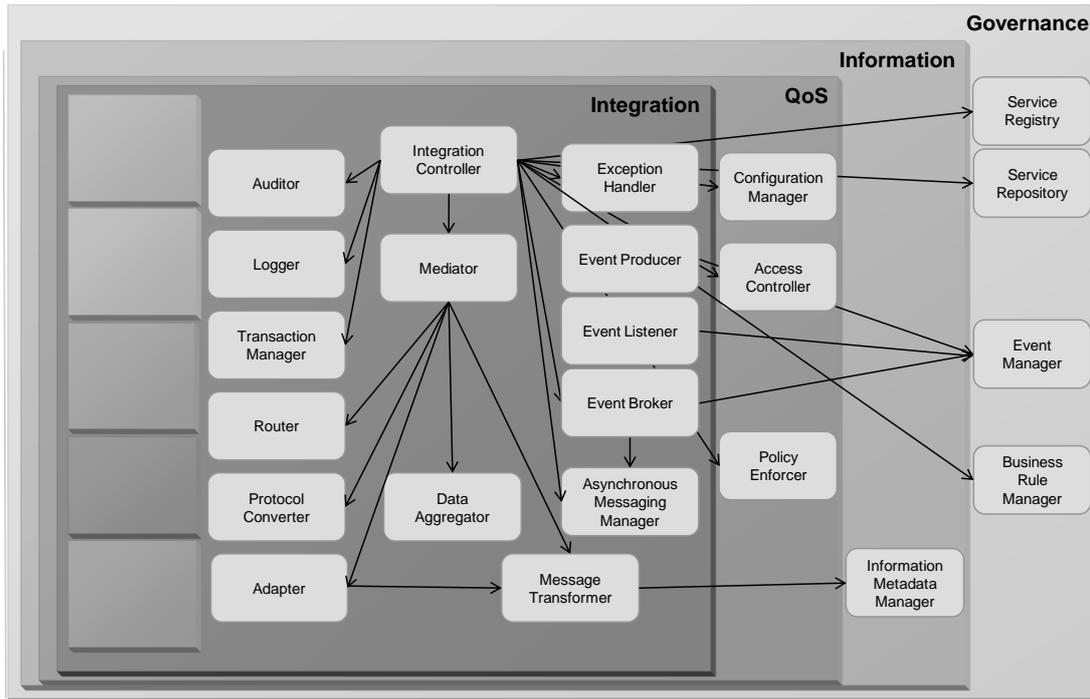 Governance
Information
QoS
Integration
Service
Registry
Integration
Controller
Exception
Handler
Auditor
Configuration
Manager
Service
Repository
Logger
Mediator
Event Producer
Access
Controller
Transaction
Manager
Event Listener
Event
Manager
Router
Event Broker
Policy
Enforcer
Business
Rule
Manager
Protocol
Converter
Data
Aggregator
Asynchronous
Messaging
Manager
Adapter
Message
Transformer
Information
Metadata
Manager